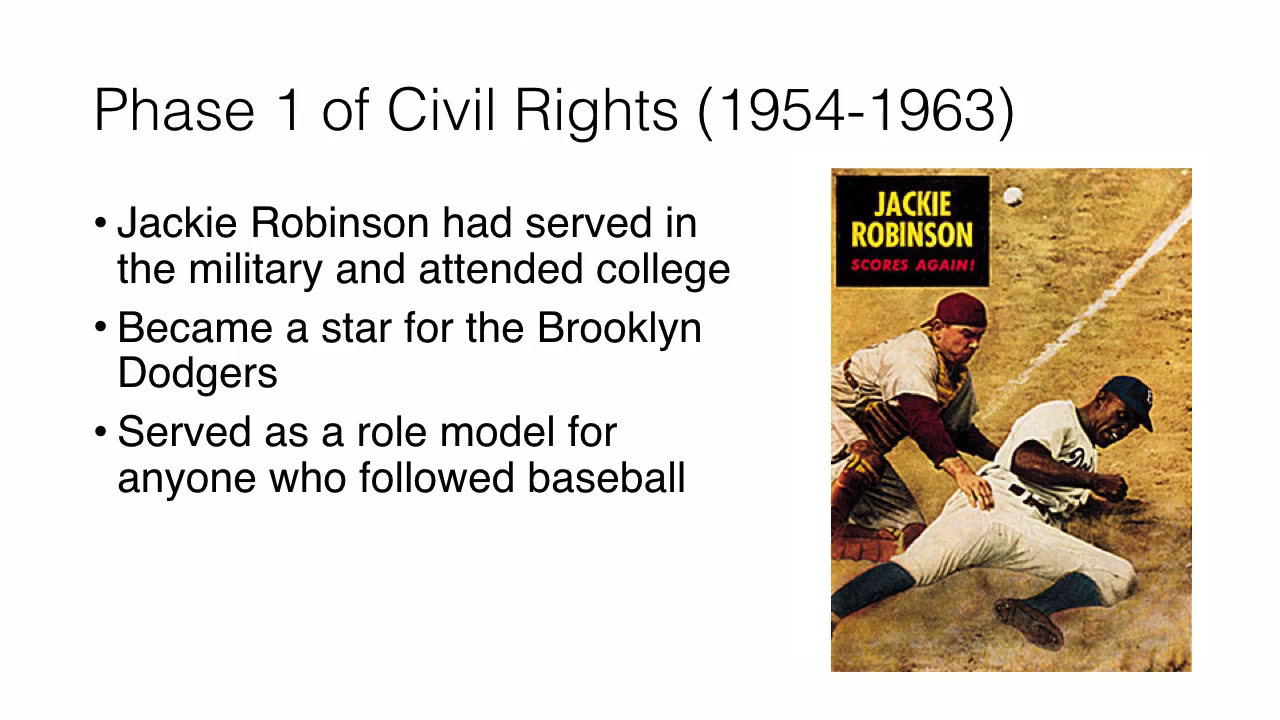 Phase 1 of Civil Rights (1954-1963)
• Jackie Robinson had served in
the military and attended college
• Became a star for the Brooklyn
Dodgers
• Served as a role model for
anyone who followed baseball
JACKIE
ROBINSON
SCORES AGAIN!